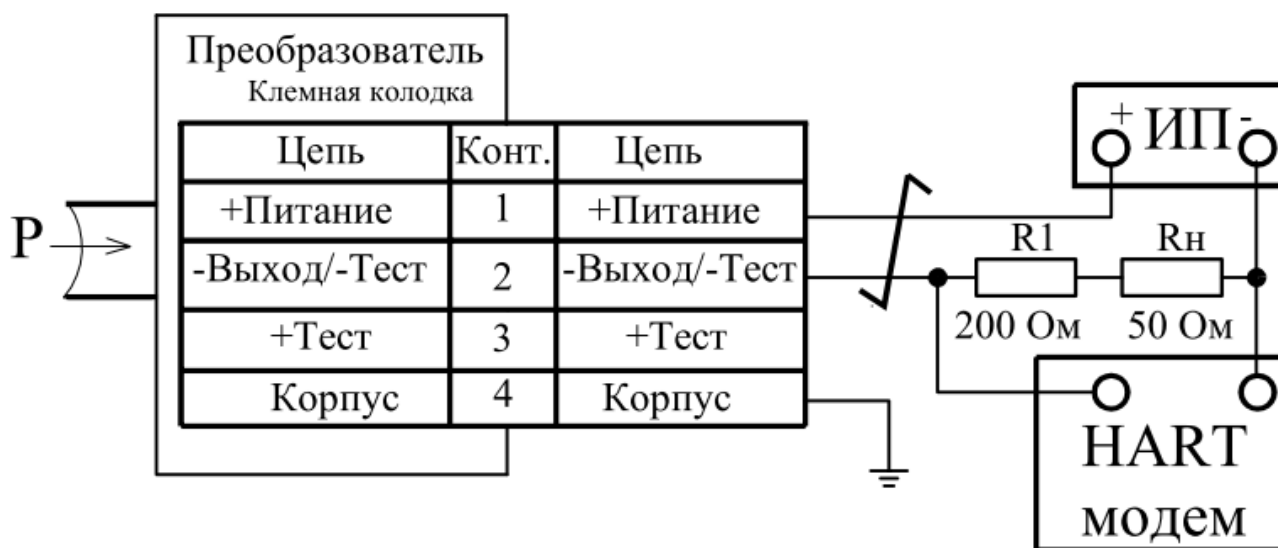 Преобразователь
Клемная колодка
Цепь Конт. Цепь
+Питание 1 +Питание
-Выход/-Тест 2 -Выход/-Тест
+Тест 3 +Тест
Корпус 4 Корпус
P
+ ИП -
R1 Rн
200 Ом 50 Ом
HART
модем